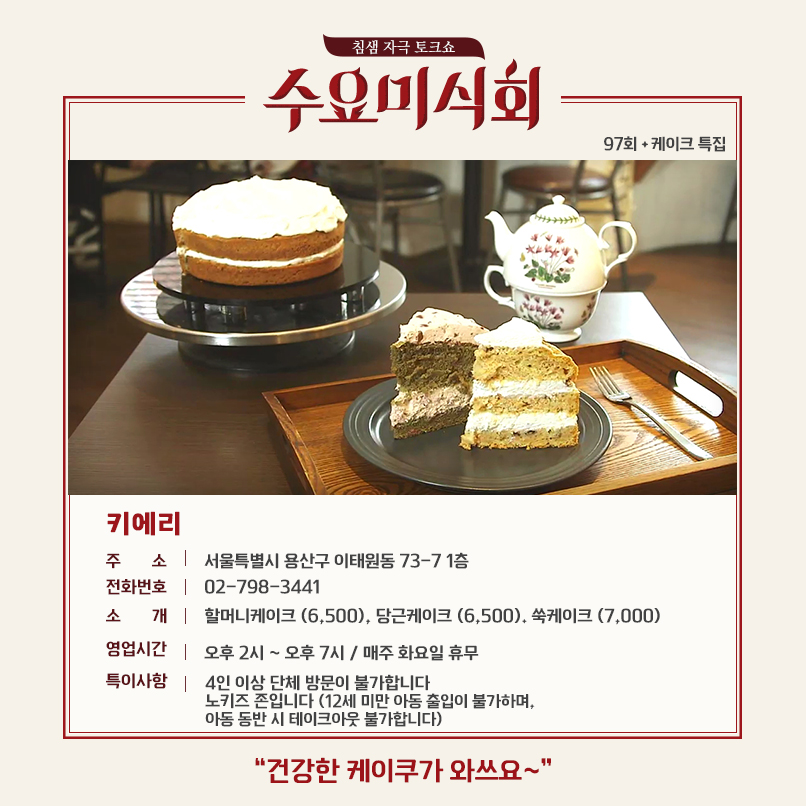 침샘 자극 토크쇼
수요미식회
97회 + 케이크 특집
키에리
주 소 | 서울특별시 용산구 이태원동 73-7 1층
전화번호 | 02-798-3441
소 개 | 할머니케이크 (6,500), 당근케이크 (6,500). 쑥케이크 (7,000)
영업시간 | 오후 2시 ~ 오후 7시 / 매주 화요일 휴무
특이사항 | 4인 이상 단체 방문이 불가합니다
노키즈 존입니다 (12세 미만 아동 출입이 불가하며,
아동 동반 시 테이크아웃 불가합니다)
“건강한 케이쿠가 와쓰요~”